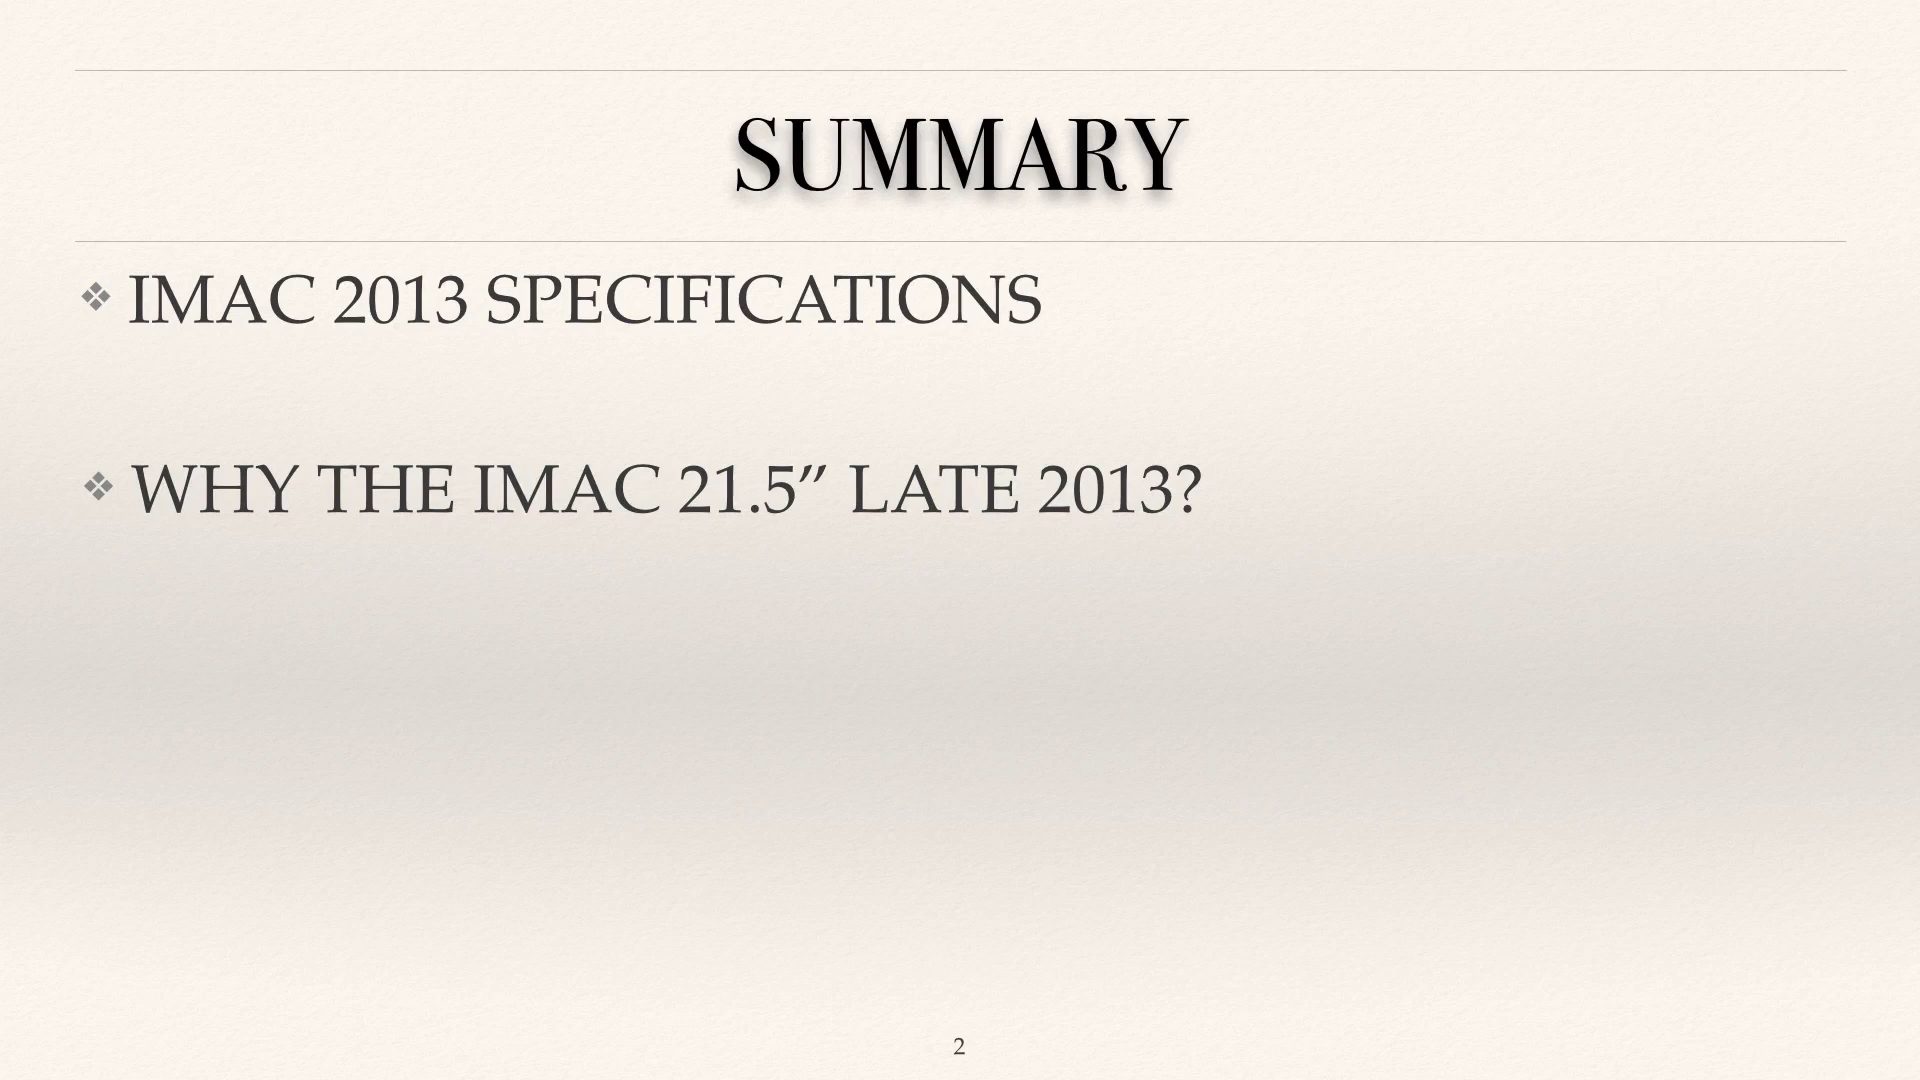 SUMMARY
❖ IMAC 2013 SPECIFICATIONS
❖ WHY THE IMAC 21.5” LATE 2013?
2